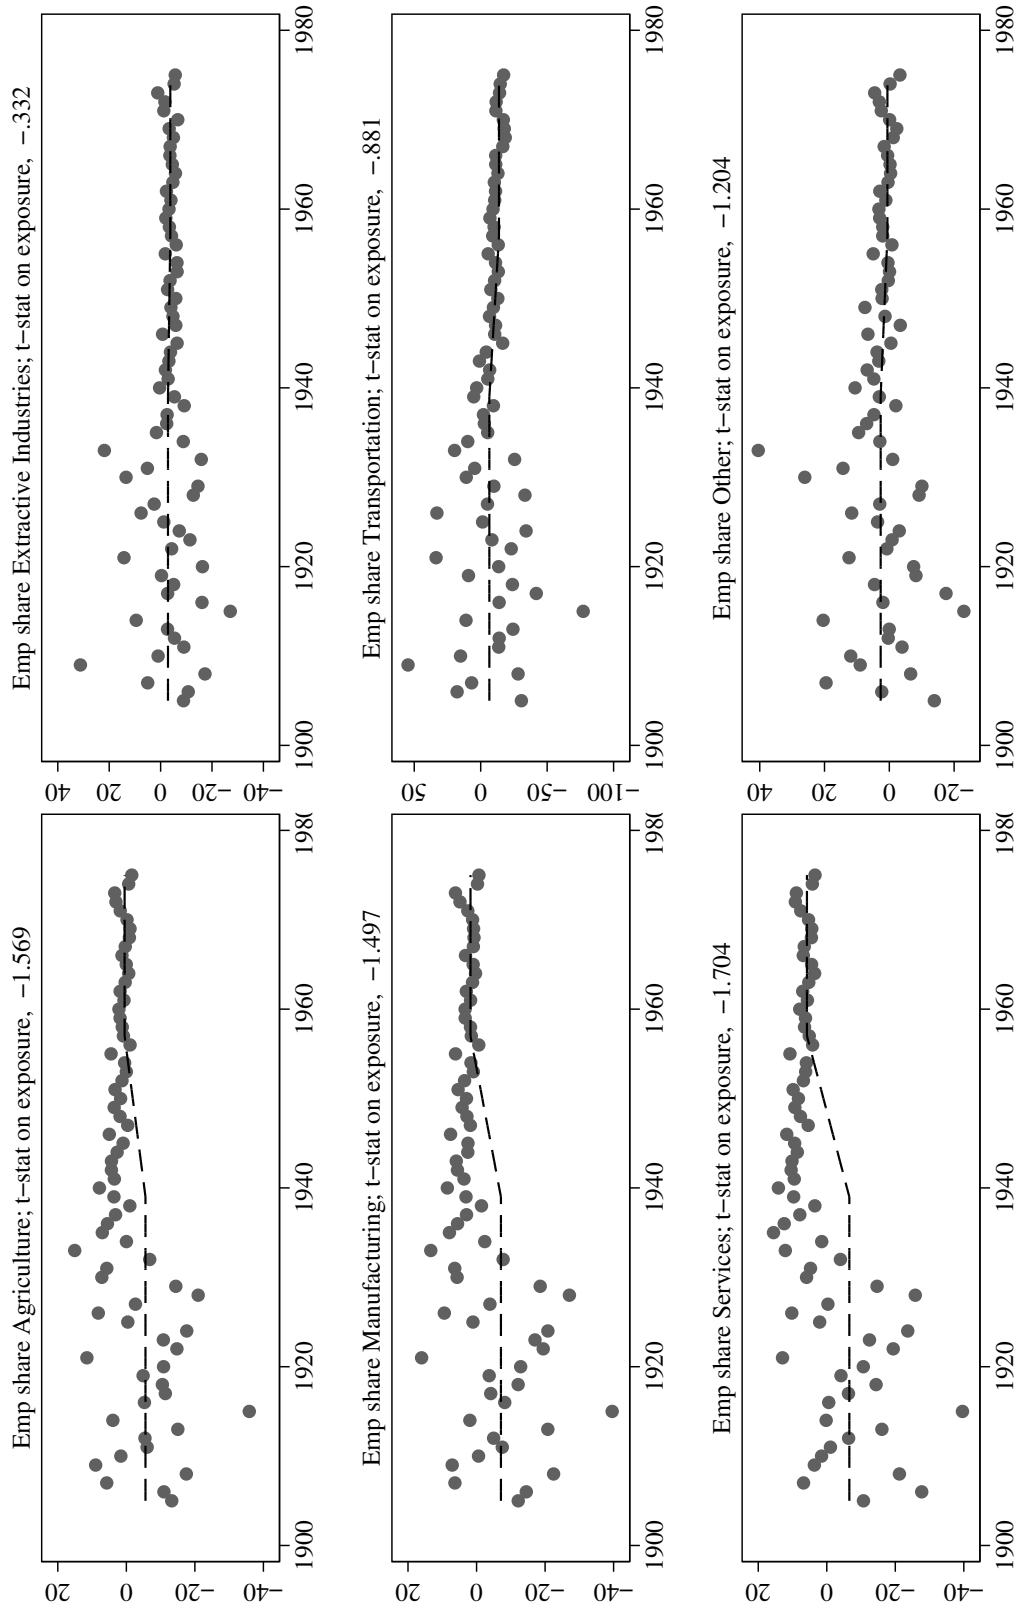 Emp share Agriculture; t−stat on exposure, −1.569
20
0
−20
−40
1900 1920 1940 1960 198
Emp share Extractive Industries; t−stat on exposure, −.332
40
20
0
−20
−40
1900 1920 1940 1960 1980
Emp share Manufacturing; t−stat on exposure, −1.497
20
0
−20
−40
1900 1920 1940 1960 198
Emp share Transportation; t−stat on exposure, −.881
50
0
−50
−100
1900 1920 1940 1960 1980
Emp share Services; t−stat on exposure, −1.704
20
0
−20
−40
1900 1920 1940 1960 198
Emp share Other; t−stat on exposure, −1.204
40
20
0
−20
1900 1920 1940 1960 1980